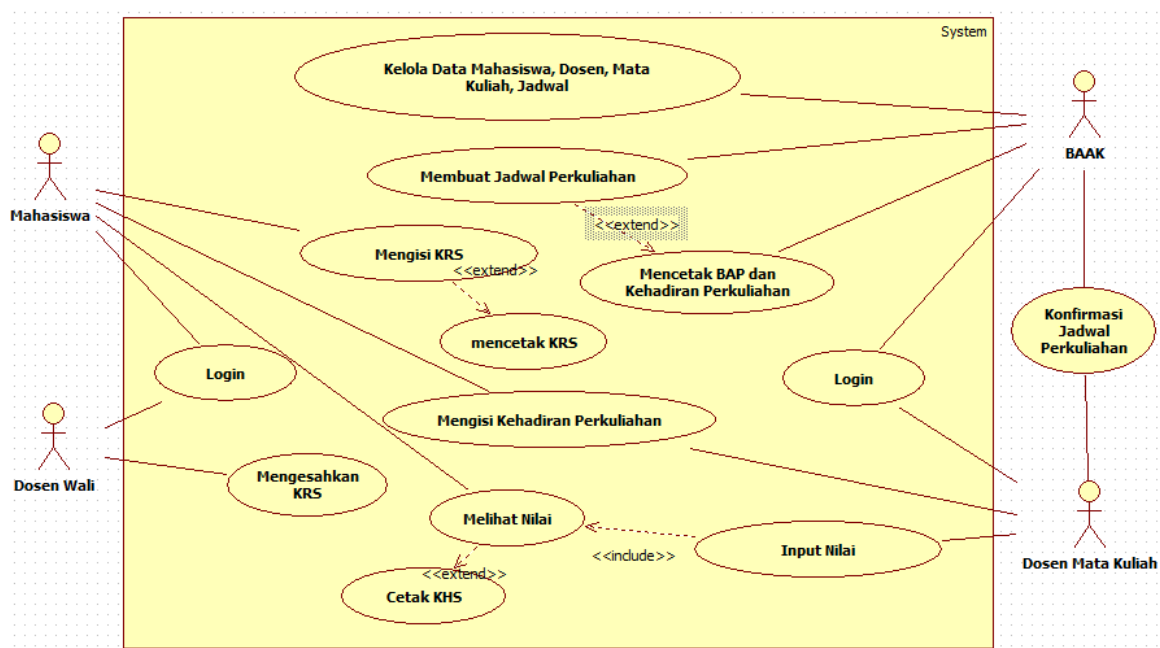 System
Kelola Data Mahasiswa, Dosen, Mata
Kuliah, Jadwal
BAAK
Membuat Jadwal Perkuliahan
Mahasiswa
<<extend>>
Mengisi KRS
<<extend>>
Mencetak BAP dan
Kehadiran Perkuliahan
mencetak KRS
Konfirmasi
Jadwal
Perkuliahan
Login
Login
Mengisi Kehadiran Perkuliahan
Dosen Wali
Mengesahkan
KRS
Melihat Nilai
<<include>>
Input Nilai
Dosen Mata Kuliah
<<extend>>
Cetak KHS